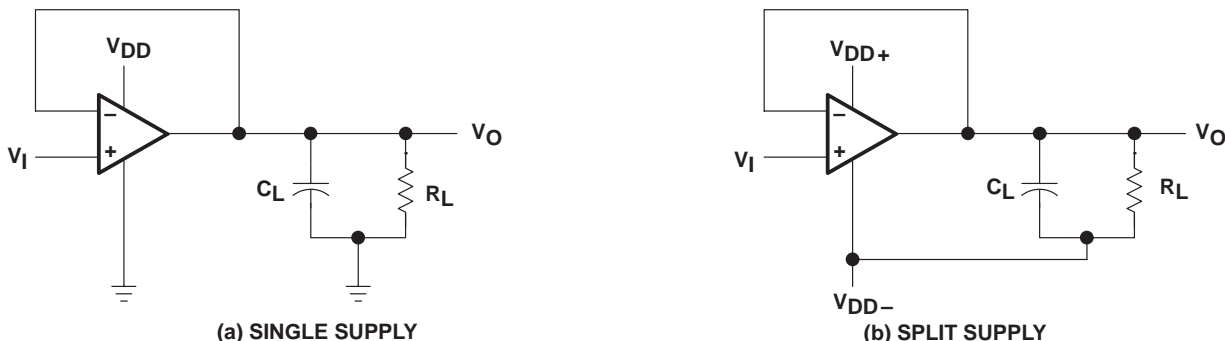 VDD
−
VI
+
VO
CL
RL
(a) SINGLE SUPPLY
VDD+
−
VI
+
VO
CL
RL
VDD−
(b) SPLIT SUPPLY